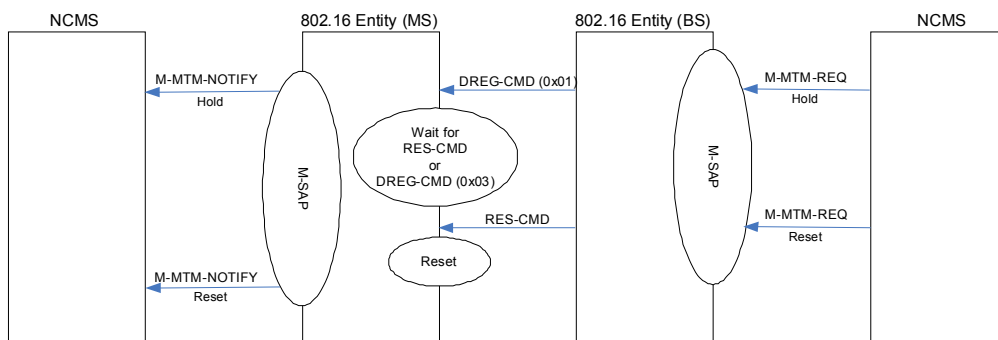 NCMS
802.16 Entity (MS)
802.16 Entity (BS)
NCMS
M-MTM-NOTIFY
Hold
DREG-CMD (0x01)
M-MTM-REQ
Hold
Wait for
RES-CMD
or
DREG-CMD (0x03)
M-SAP
M-SAP
RES-CMD
M-MTM-REQ
Reset
Reset
M-MTM-NOTIFY
Reset